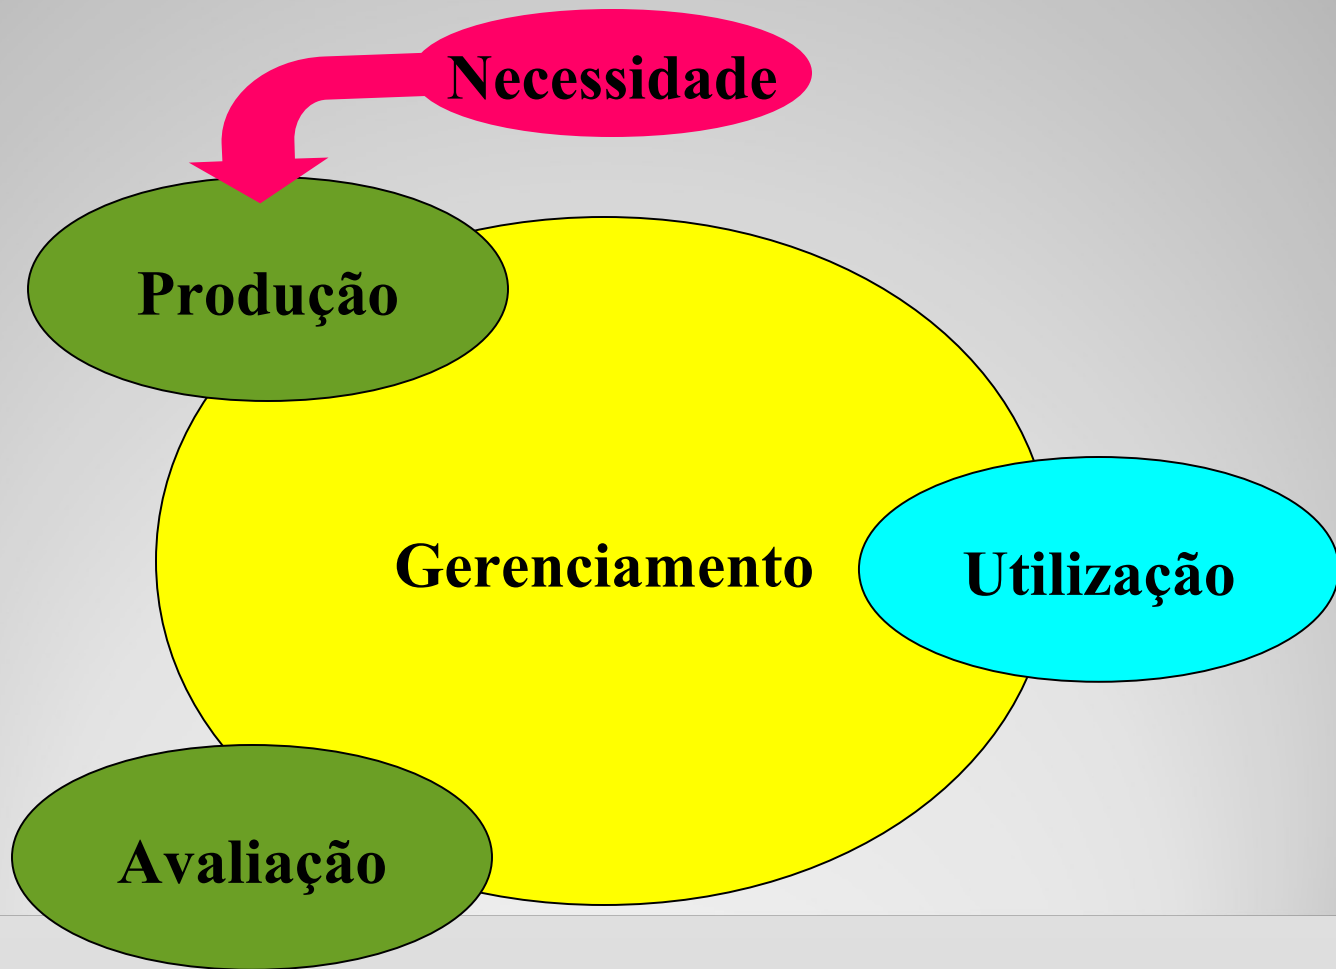 Necessidade
Produção
Gerenciamento
Utilização
Avaliação